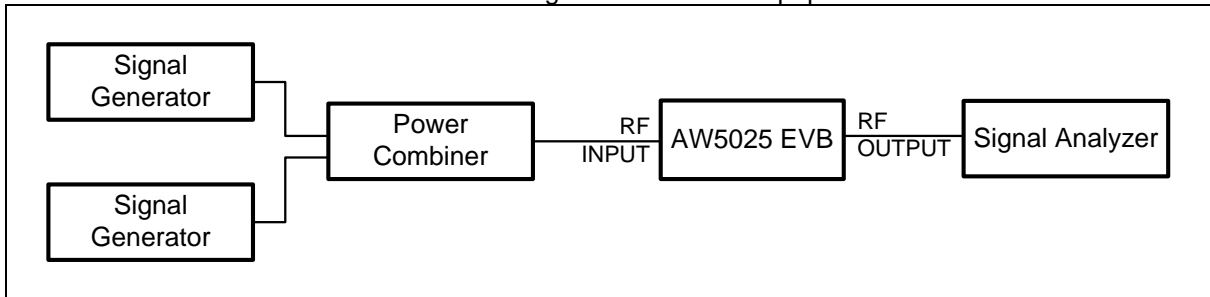 Signal
Generator
Power
Combiner
RF
INPUT
AW5025 EVB
RF
OUTPUT
Signal Analyzer
Signal
Generator